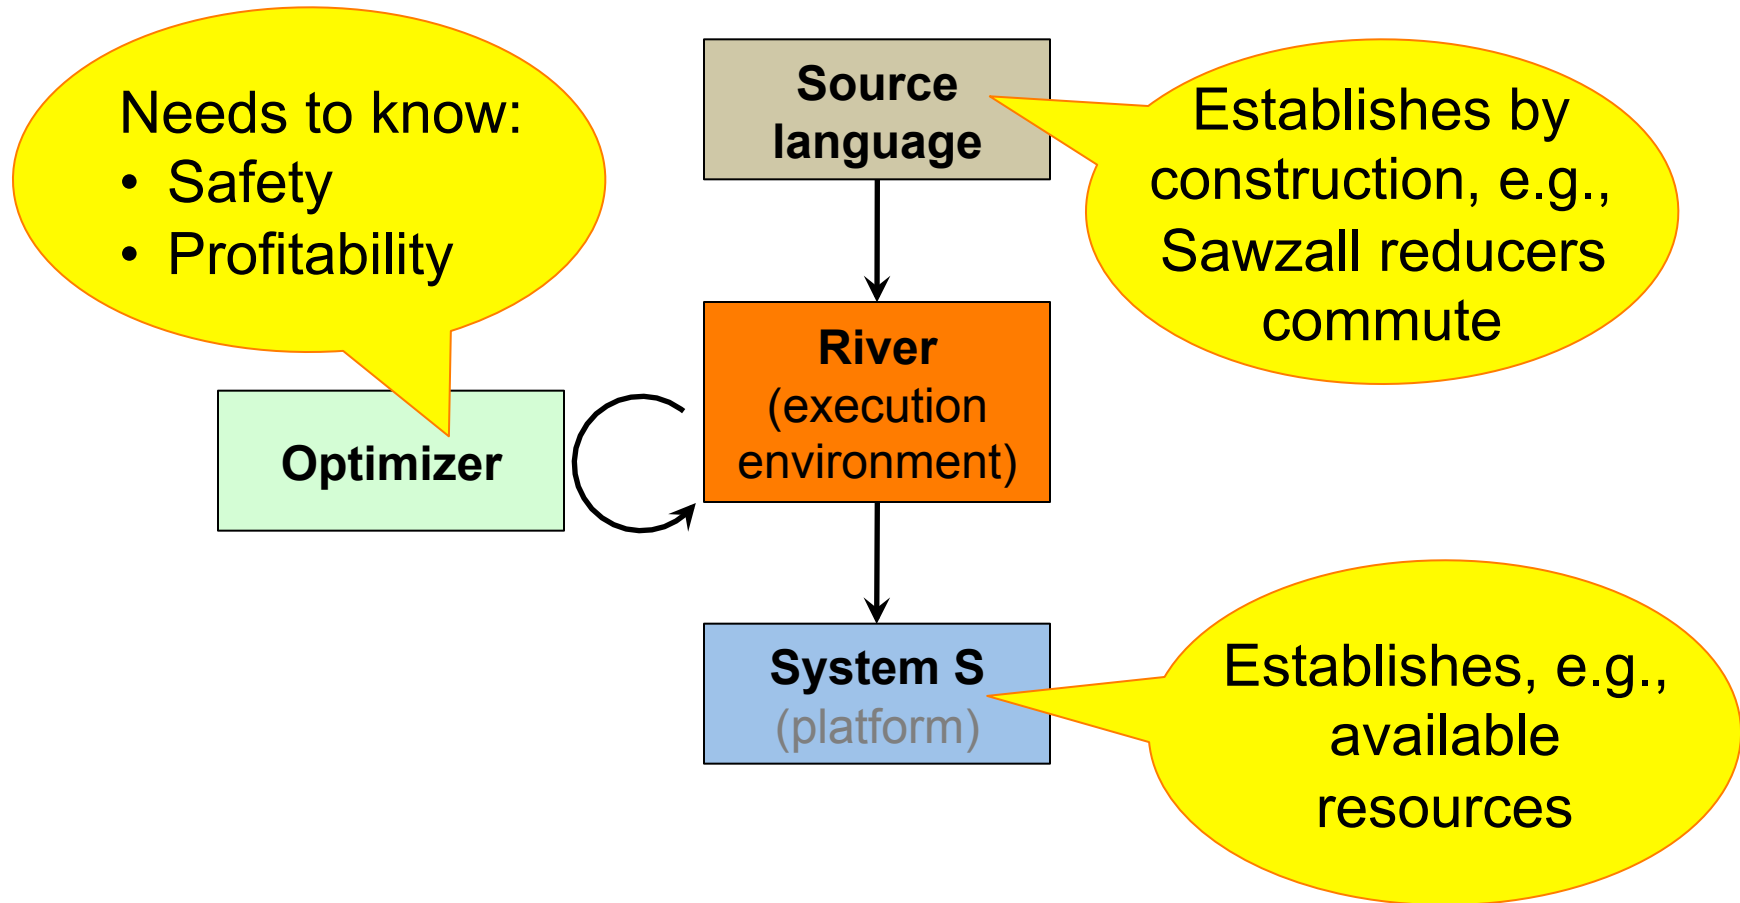 Needs to know:
• Safety
• Profitability
Source
language
Establishes by
construction, e.g.,
Sawzall reducers
commute
River
(execution
environment)
Optimizer
System S
(platform)
Establishes, e.g.,
available
resources